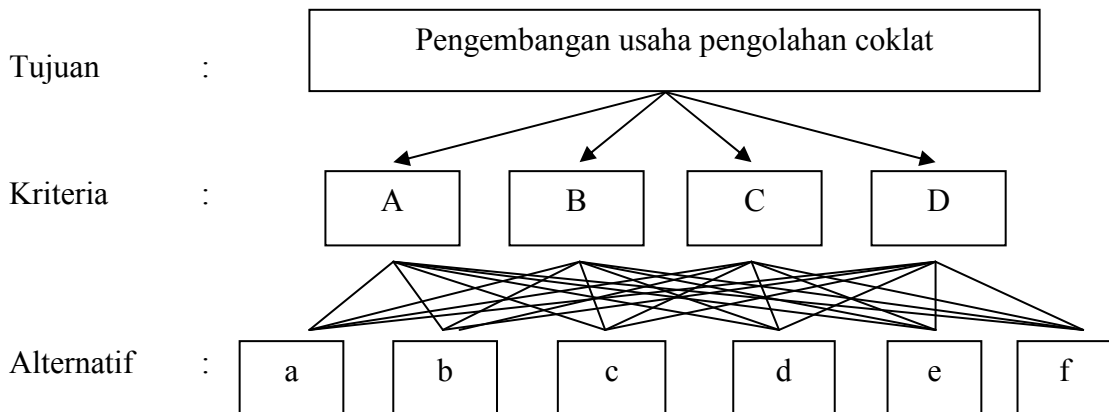 Pengembangan usaha pengolahan coklat
Tujuan :
Kriteria : A B C D
Alternatif : a b c d e f